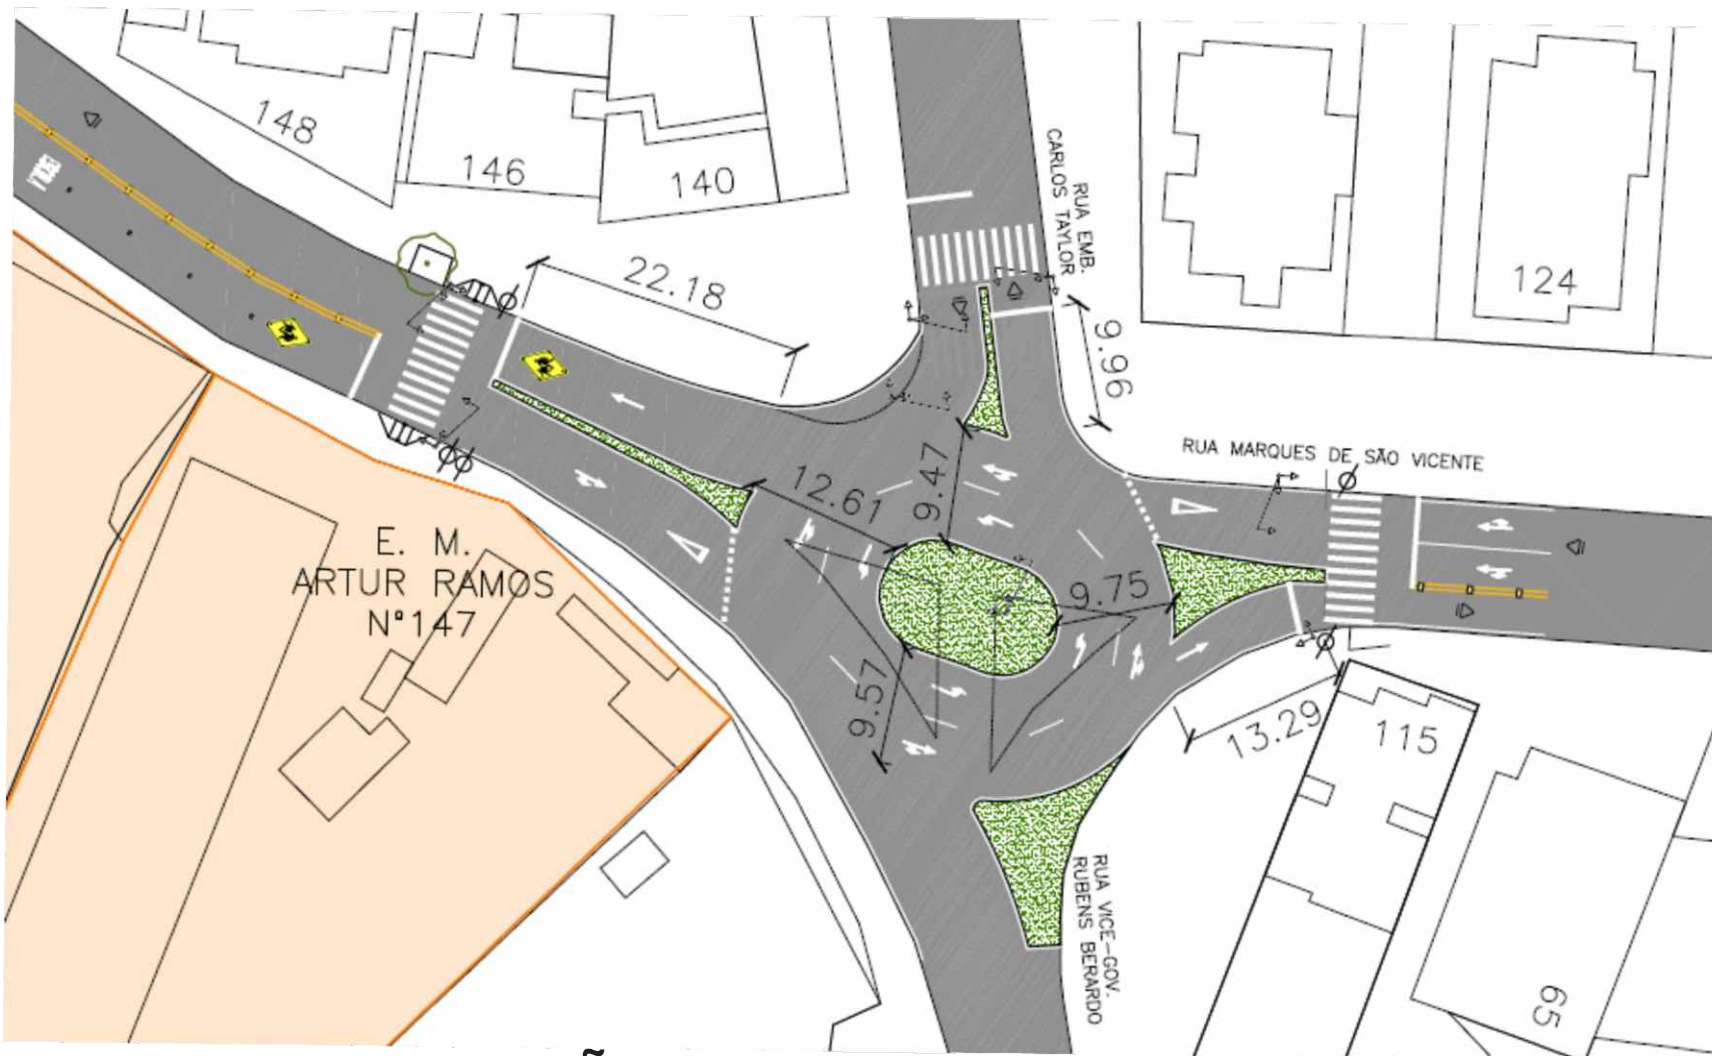 148
146
140
22.18
RUA EMB.
CARLOS TAYLOR
9.96
124
RUA MARQUES DE SÃO VICENTE
12.61
9.47
9.75
9.57
13.29
E. M.
ARTUR RAMOS
Nº147
115
RUA VICE-GOV.
RUBENS BERARDO
65